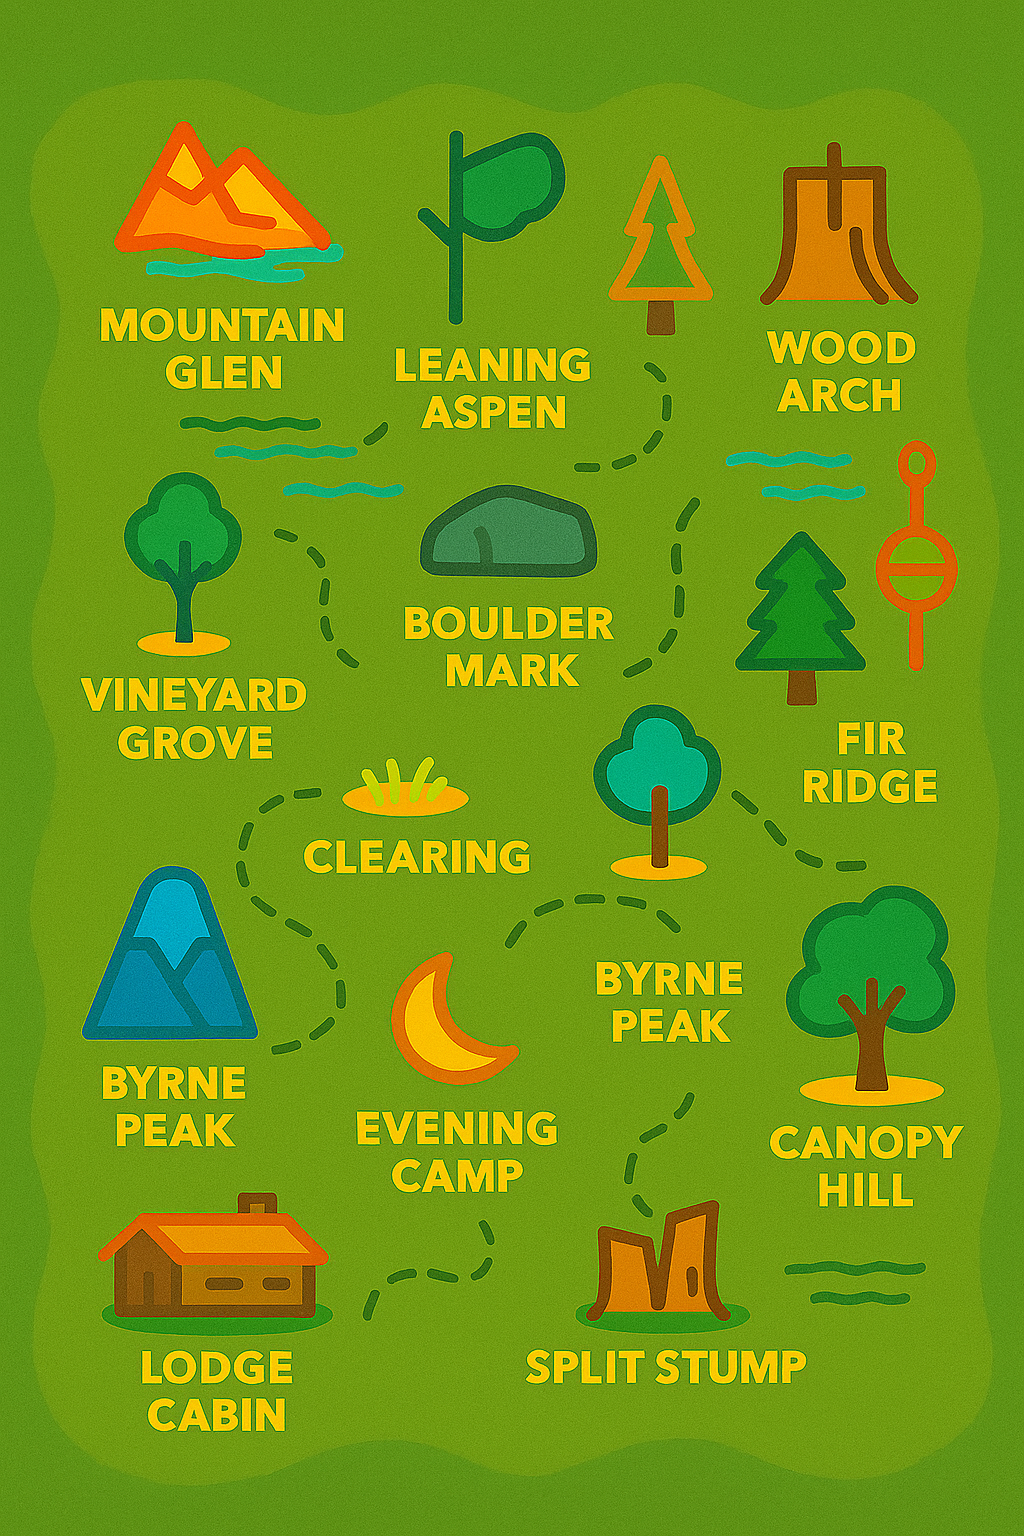 MOUNTAIN
GLEN
LEANING
ASPEN
WOOD
ARCH
BOULDER
MARK
VINEYARD
GROVE
FIR
RIDGE
CLEARING
BYRNE
PEAK
BYRNE
PEAK
EVENING
CAMP
CANOPY
HILL
LODGE
CABIN
SPLIT STUMP